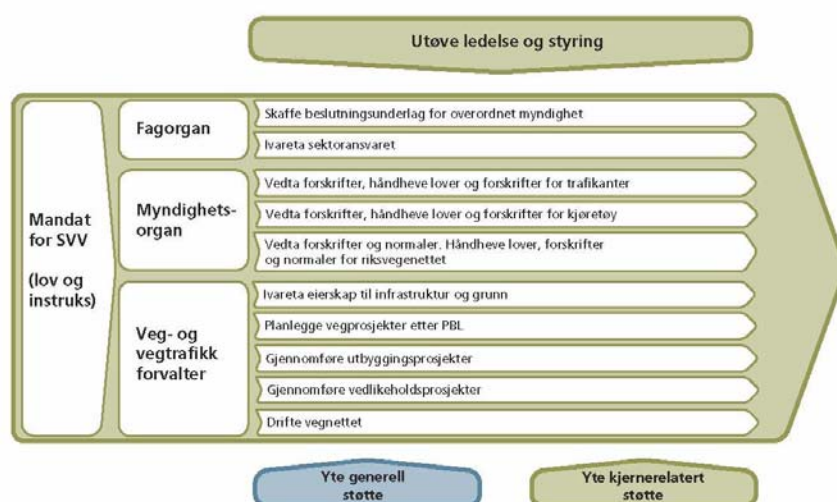 Utøve ledelse og styring
Mandat
for SVV
(lov og
instruks)
Fagorgan
Skaffe beslutningsunderlag for overordnet myndighet
Ivareta sektoransvaret
Myndighets-
organ
Vedta forskrifter, håndheve lover og forskrifter for trafikanter
Vedta forskrifter, håndheve lover og forskrifter for kjøretøy
Vedta forskrifter og normaler. Håndheve lover, forskrifter
og normaler for riksvegenettet
Veg- og
vegtrafikk
forvalter
Ivareta eierskap til infrastruktur og grunn
Planlegge vegprosjekter etter PBL
Gjennomføre utbyggingsprosjekter
Gjennomføre vedlikeholdsprosjekter
Drifte vegnettet
Yte generell
støtte
Yte kjernerelatert
støtte